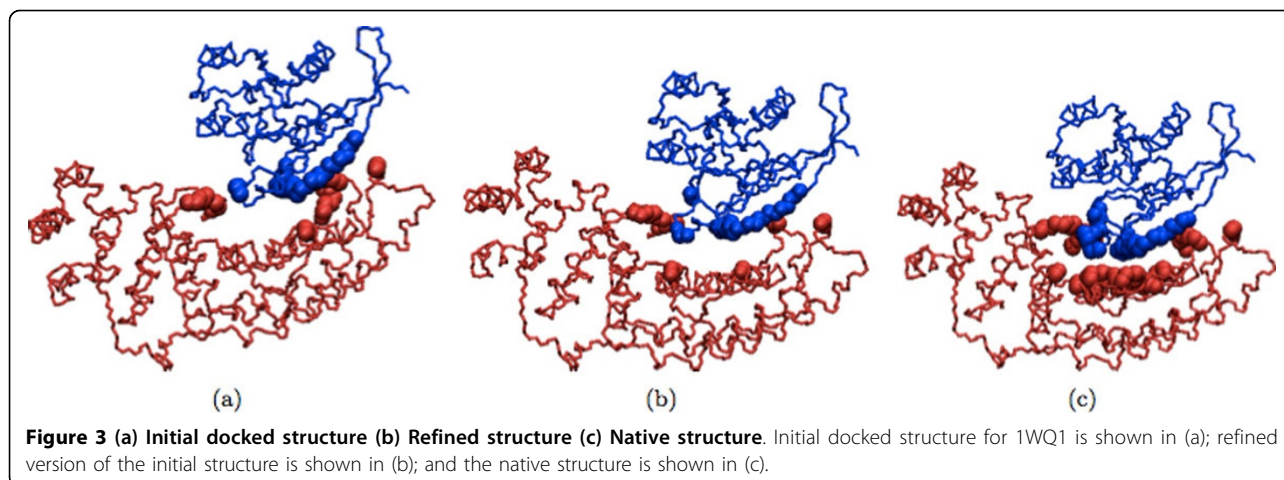 (a)
(b)
(c)
Figure 3 (a) Initial docked structure (b) Refined structure (c) Native structure. Initial docked structure for 1WQ1 is shown in (a); refined
version of the initial structure is shown in (b); and the native structure is shown in (c).